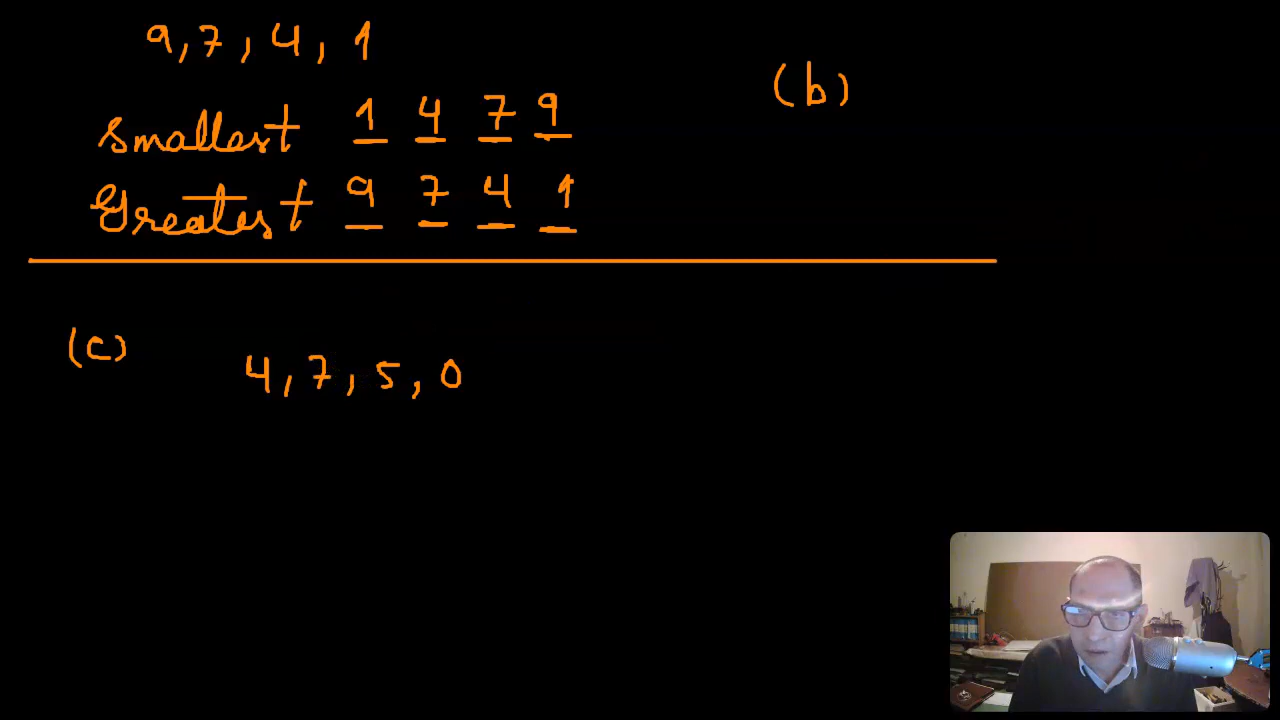 9, 7, 4, 1
(b)
Smallest 1 4 7 9
Greatest 9 7 4 1
(c)
4, 7, 5, 0